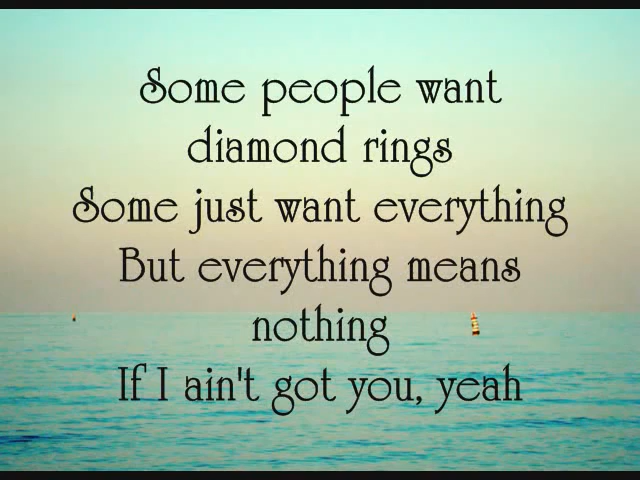 Some people want
diamond rings
Some just want everything
But everything means
nothing
If I ain't got you, yeah